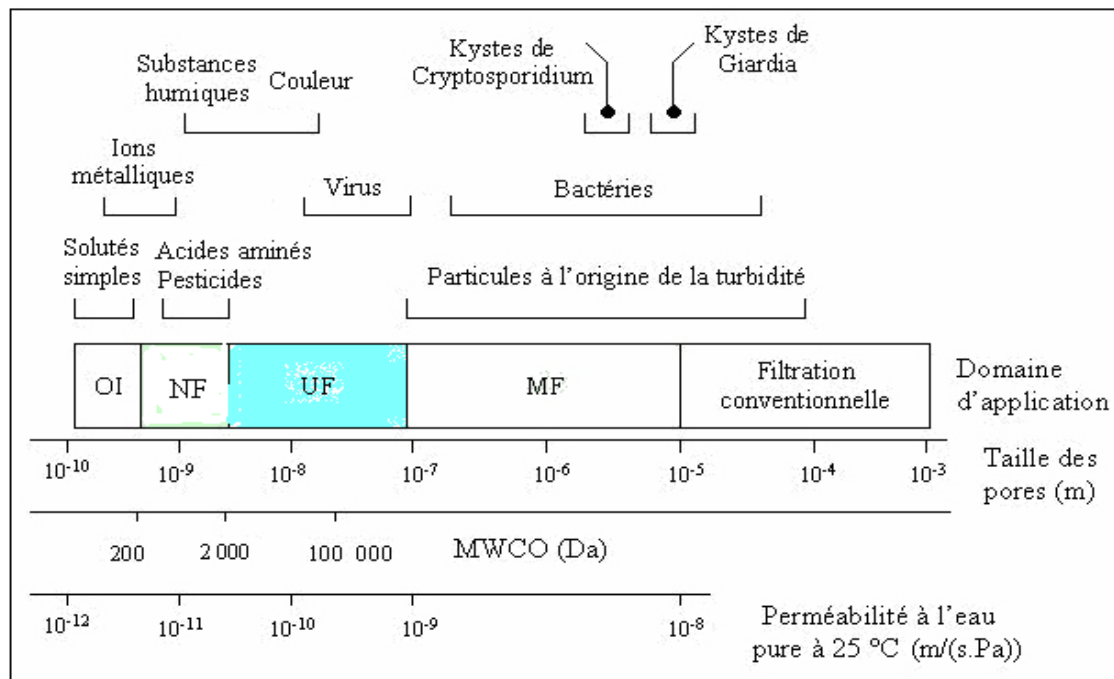 Kystes de
Cryptosporidium
Kystes de
Giardia
Substances
humiques
Couleur
Ions
métalliques
Virus
Bactéries
Solutés
simples
Acides aminés
Pesticides
Particules à l'origine de la turbidité
OI
NF
UF
MF
Filtration
conventionnelle
Domaine
d'application
10-10
10-9
10-8
10-7
10-6
10-5
10-4
10-3
Taille des
pores (m)
200
2 000
100 000
MWCO (Da)
10-12
10-11
10-10
10-9
10-8
Perméabilité à l'eau
pure à 25 °C (m/(s.Pa))